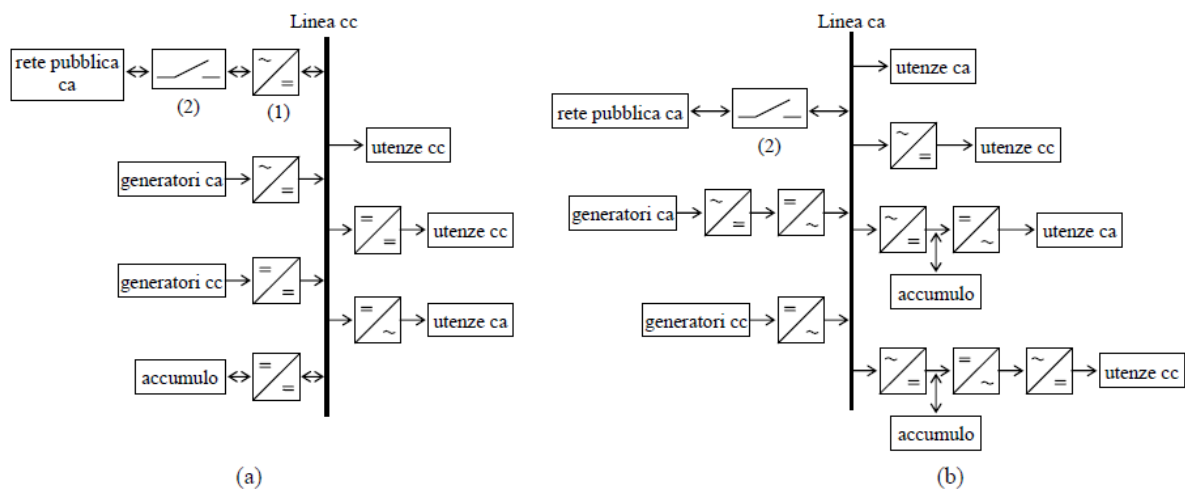 Linea cc
rete pubblica
ca
(2)
(1)
utenze cc
generatori ca
utenze cc
generatori cc
utenze ca
accumulo
(a)
Linea ca
utenze ca
rete pubblica ca
(2)
utenze cc
generatori ca
utenze ca
accumulo
generatori cc
utenze cc
accumulo
(b)